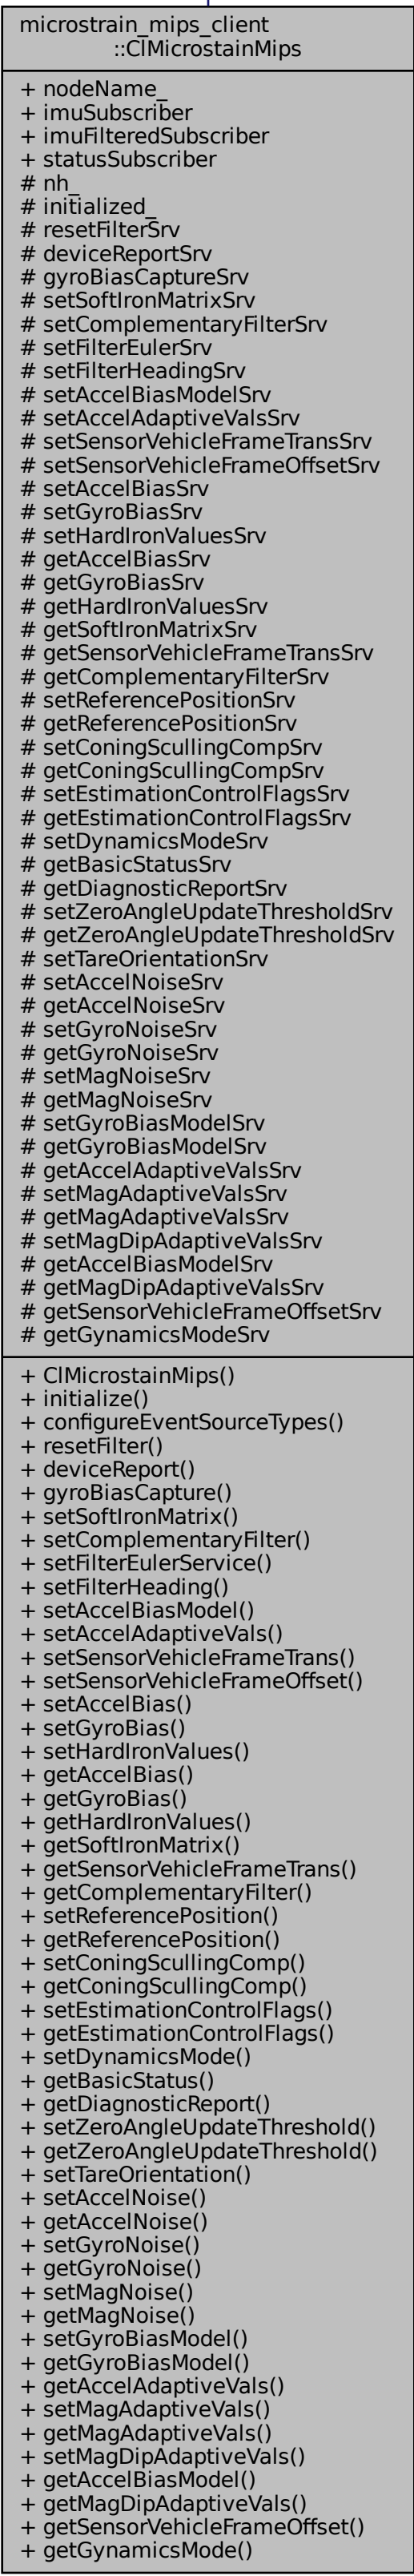 microstrain_mips_client
::ClMicrostainMips
+ nodeName_
+ imuSubscriber
+ imuFilteredSubscriber
+ statusSubscriber
# nh_
# initialized_
# resetFilterSrv
# deviceReportSrv
# gyroBiasCaptureSrv
# setSoftIronMatrixSrv
# setComplementaryFilterSrv
# setFilterEulerSrv
# setFilterHeadingSrv
# setAccelBiasModelSrv
# setAccelAdaptiveValsSrv
# setSensorVehicleFrameTransSrv
# setSensorVehicleFrameOffsetSrv
# setAccelBiasSrv
# setGyroBiasSrv
# setHardIronValuesSrv
# getAccelBiasSrv
# getGyroBiasSrv
# getHardIronValuesSrv
# getSoftIronMatrixSrv
# getSensorVehicleFrameTransSrv
# getComplementaryFilterSrv
# setReferencePositionSrv
# getReferencePositionSrv
# setConingScullingCompSrv
# getConingScullingCompSrv
# setEstimationControlFlagsSrv
# getEstimationControlFlagsSrv
# setDynamicsModeSrv
# getBasicStatusSrv
# getDiagnosticReportSrv
# setZeroAngleUpdateThresholdSrv
# getZeroAngleUpdateThresholdSrv
# setTareOrientationSrv
# setAccelNoiseSrv
# getAccelNoiseSrv
# setGyroNoiseSrv
# getGyroNoiseSrv
# setMagNoiseSrv
# getMagNoiseSrv
# setGyroBiasModelSrv
# getGyroBiasModelSrv
# getAccelAdaptiveValsSrv
# setMagAdaptiveValsSrv
# getMagAdaptiveValsSrv
# setMagDipAdaptiveValsSrv
# getAccelBiasModelSrv
# getMagDipAdaptiveValsSrv
# getSensorVehicleFrameOffsetSrv
# getGynamicsModeSrv
+ ClMicrostainMips()
+ initialize()
+ configureEventSourceTypes()
+ resetFilter()
+ deviceReport()
+ gyroBiasCapture()
+ setSoftIronMatrix()
+ setComplementaryFilter()
+ setFilterEulerService()
+ setFilterHeading()
+ setAccelBiasModel()
+ setAccelAdaptiveVals()
+ setSensorVehicleFrameTrans()
+ setSensorVehicleFrameOffset()
+ setAccelBias()
+ setGyroBias()
+ setHardIronValues()
+ getAccelBias()
+ getGyroBias()
+ getHardIronValues()
+ getSoftIronMatrix()
+ getSensorVehicleFrameTrans()
+ getComplementaryFilter()
+ setReferencePosition()
+ getReferencePosition()
+ setConingScullingComp()
+ getConingScullingComp()
+ setEstimationControlFlags()
+ getEstimationControlFlags()
+ setDynamicsMode()
+ getBasicStatus()
+ getDiagnosticReport()
+ setZeroAngleUpdateThreshold()
+ getZeroAngleUpdateThreshold()
+ setTareOrientation()
+ setAccelNoise()
+ getAccelNoise()
+ setGyroNoise()
+ getGyroNoise()
+ setMagNoise()
+ getMagNoise()
+ setGyroBiasModel()
+ getGyroBiasModel()
+ getAccelAdaptiveVals()
+ setMagAdaptiveVals()
+ getMagAdaptiveVals()
+ setMagDipAdaptiveVals()
+ getAccelBiasModel()
+ getMagDipAdaptiveVals()
+ getSensorVehicleFrameOffset()
+ getGynamicsMode()